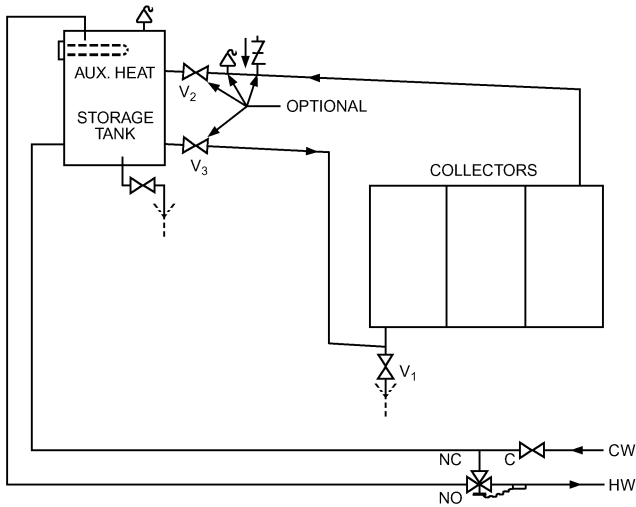 AUX. HEAT
V2
OPTIONAL
STORAGE
TANK
V3
COLLECTORS
V1
CW
NC
C
HW
NO